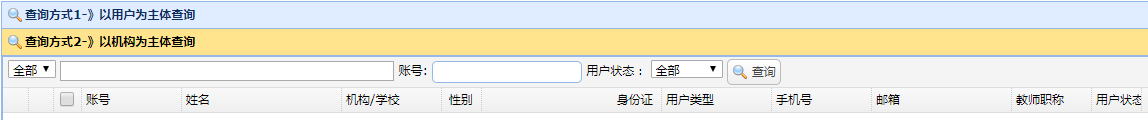 查询方式1-》以用户为主体查询
查询方式2-》以机构为主体查询
全部 账号: 用户状态： 全部 查询
账号 姓名 机构/学校 性别 身份证 用户类型 手机号 邮箱 教师职称 用户状态